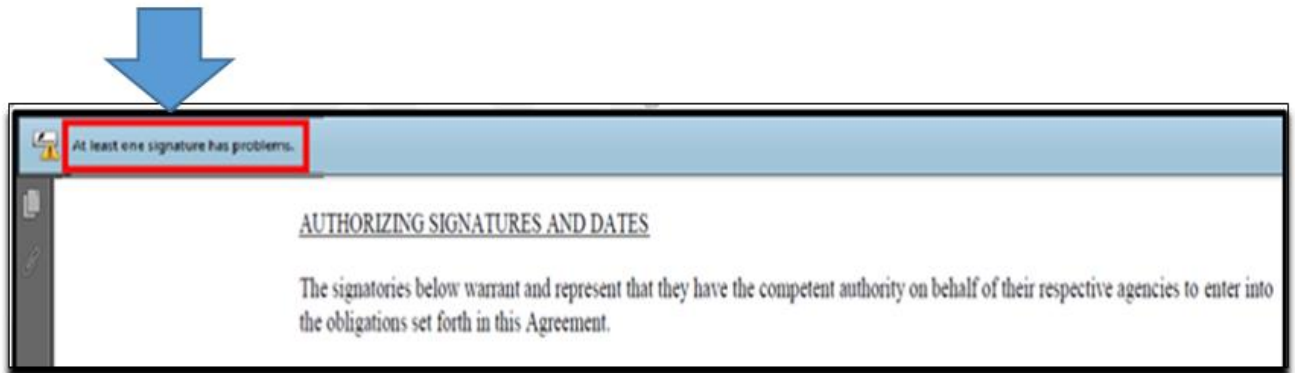 At least one signature has problems.
AUTHORIZING SIGNATURES AND DATES
The signatories below warrant and represent that they have the competent authority on behalf of their respective agencies to enter into
the obligations set forth in this Agreement.